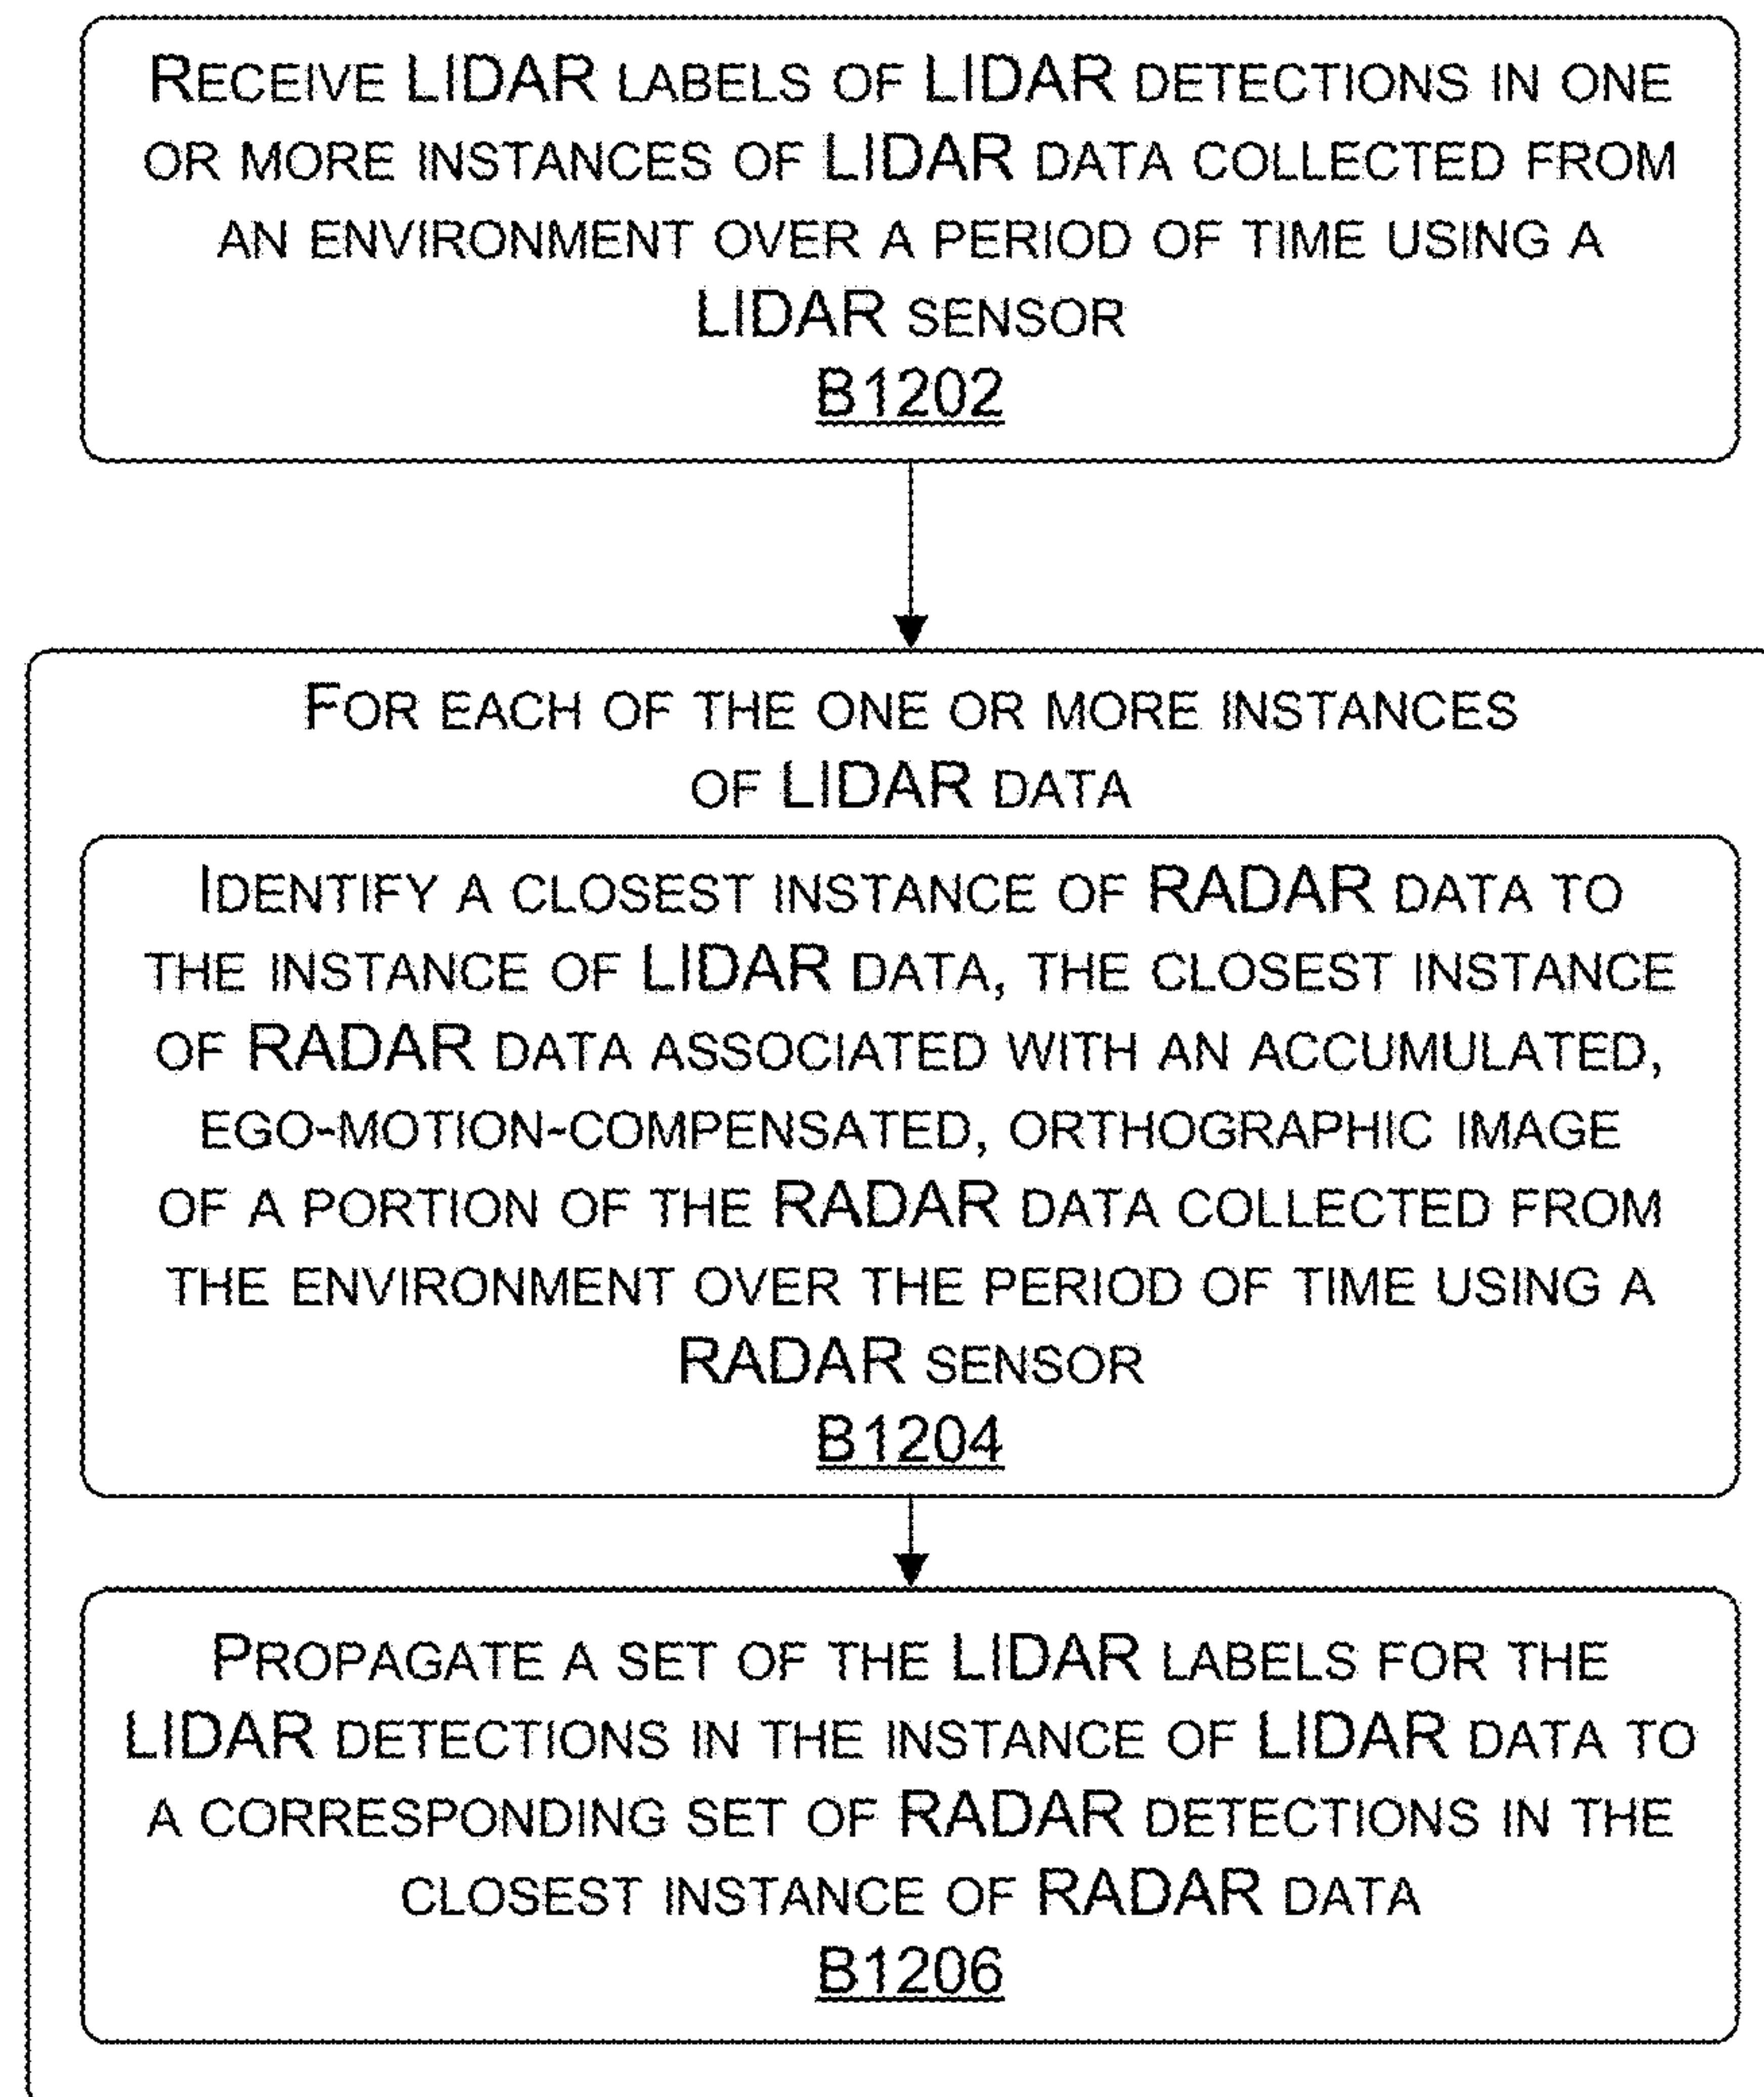 RECEIVE LIDAR LABELS OF LIDAR DETECTIONS IN ONE
OR MORE INSTANCES OF LIDAR DATA COLLECTED FROM
AN ENVIRONMENT OVER A PERIOD OF TIME USING A
LIDAR SENSOR
B1202
FOR EACH OF THE ONE OR MORE INSTANCES
OF LIDAR DATA
IDENTIFY A CLOSEST INSTANCE OF RADAR DATA TO
THE INSTANCE OF LIDAR DATA, THE CLOSEST INSTANCE
OF RADAR DATA ASSOCIATED WITH AN ACCUMULATED,
EGO-MOTION-COMPENSATED, ORTHOGRAPHIC IMAGE
OF A PORTION OF THE RADAR DATA COLLECTED FROM
THE ENVIRONMENT OVER THE PERIOD OF TIME USING A
RADAR SENSOR
B1204
PROPAGATE A SET OF THE LIDAR LABELS FOR THE
LIDAR DETECTIONS IN THE INSTANCE OF LIDAR DATA TO
A CORRESPONDING SET OF RADAR DETECTIONS IN THE
CLOSEST INSTANCE OF RADAR DATA
B1206